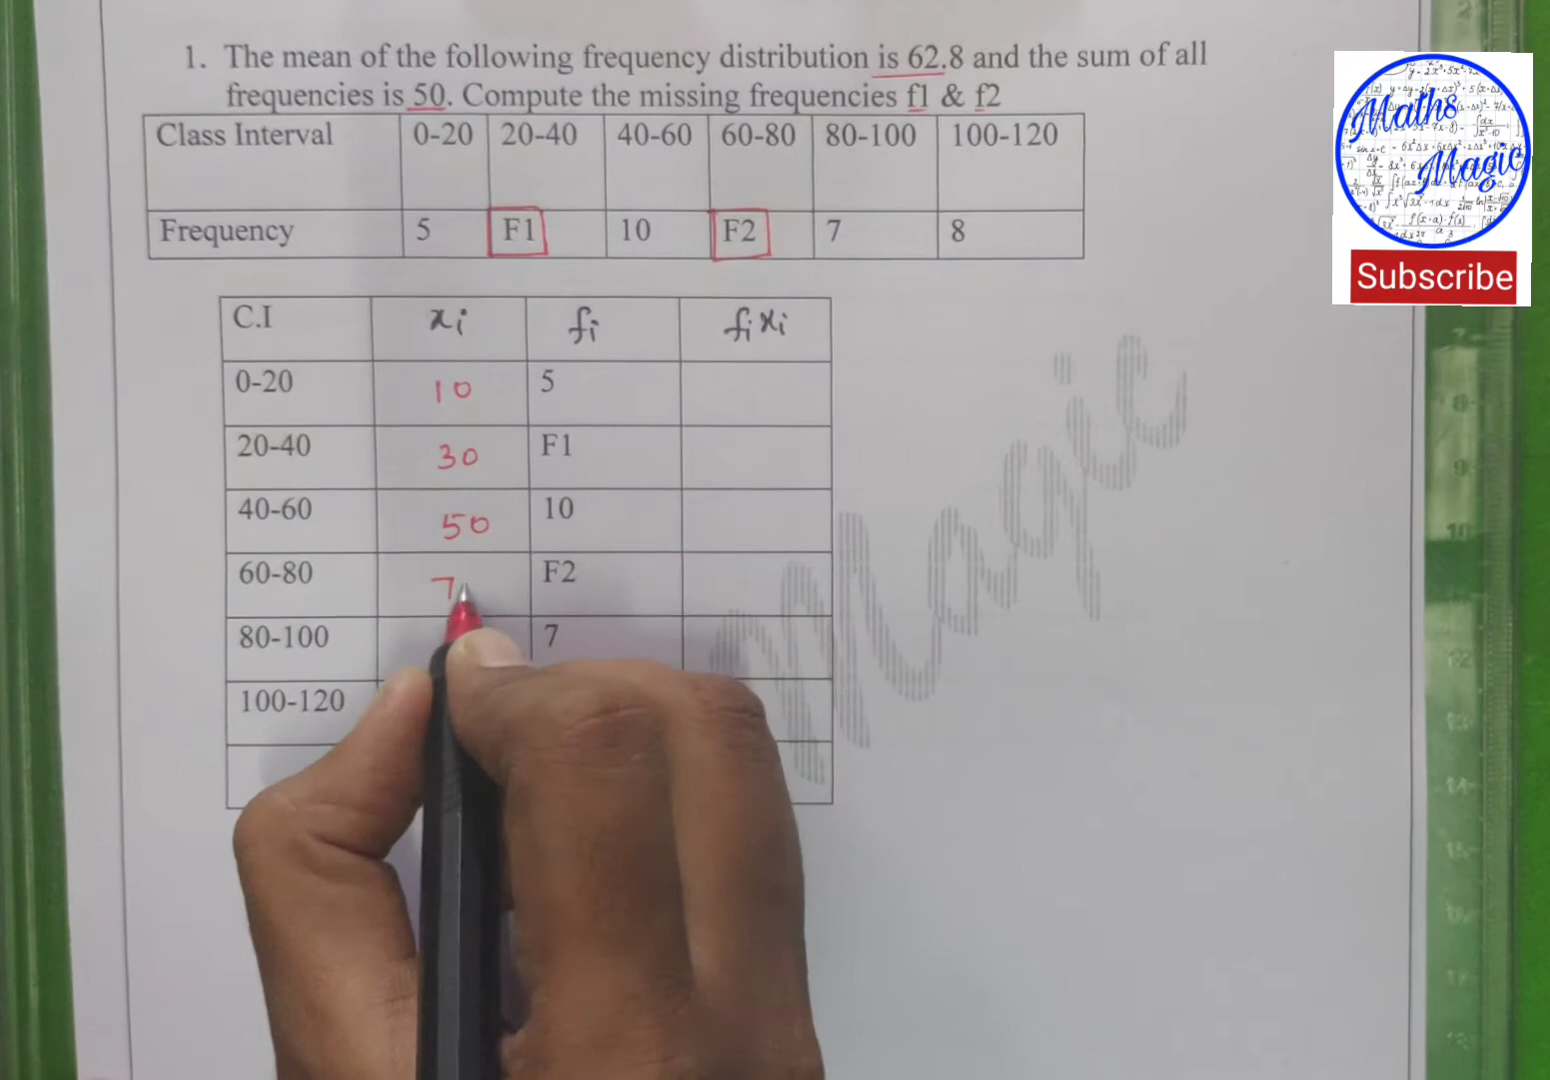 1. The mean of the following frequency distribution is 62.8 and the sum of all
frequencies is 50. Compute the missing frequencies f1 & f2
Class Interval 0-20 20-40 40-60 60-80 80-100 100-120
Frequency 5 F1 10 F2 7 8
C.I xi fi fixi
0-20 10 5
20-40 30 F1
40-60 50 10
60-80 7 F2
80-100 7
100-120
Maths
Magic
Subscribe
Magic